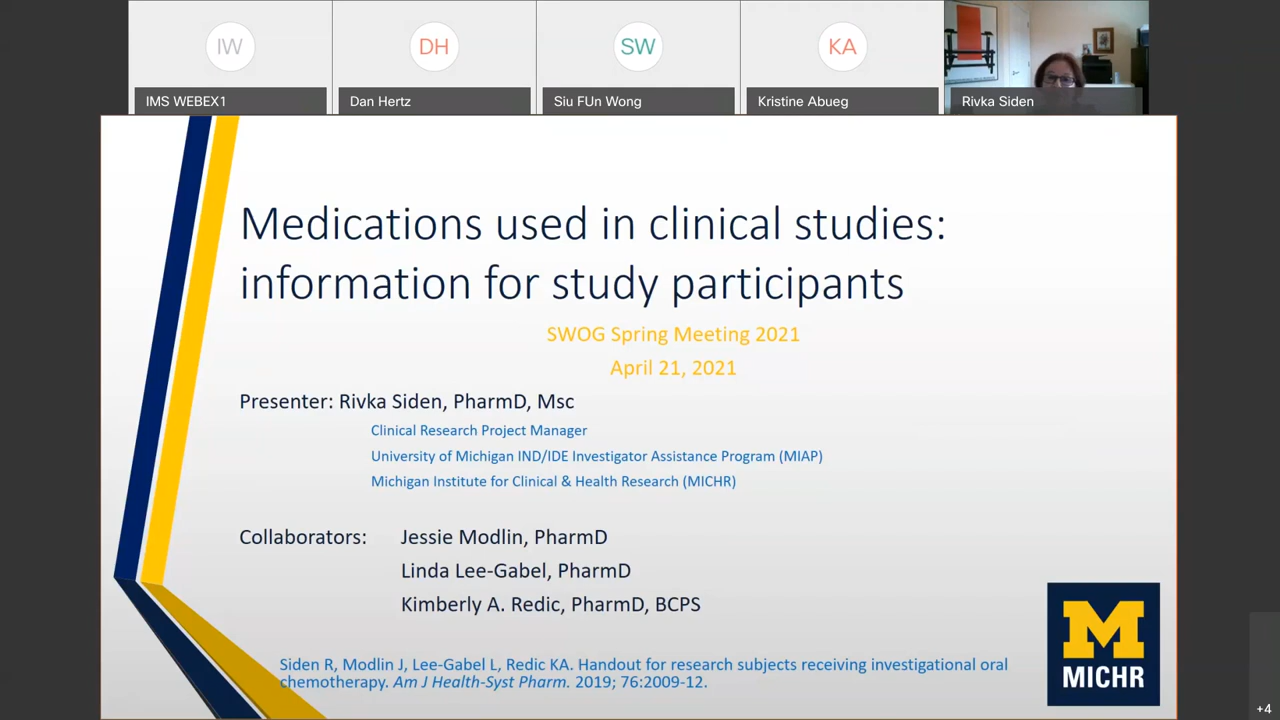 IW
DH
SW
KA
IMS WEBEX1
Dan Hertz
Siu FUn Wong
Kristine Abueg
Rivka Siden
Medications used in clinical studies:
information for study participants
SWOG Spring Meeting 2021
April 21, 2021
Presenter: Rivka Siden, PharmD, Msc
Clinical Research Project Manager
University of Michigan IND/IDE Investigator Assistance Program (MIAP)
Michigan Institute for Clinical & Health Research (MICHR)
Collaborators: Jessie Modlin, PharmD
Linda Lee-Gabel, PharmD
Kimberly A. Redic, PharmD, BCPS
Siden R, Modlin J, Lee-Gabel L, Redic KA. Handout for research subjects receiving investigational oral
chemotherapy. Am J Health-Syst Pharm. 2019; 76:2009-12.
M
MICHR
+4